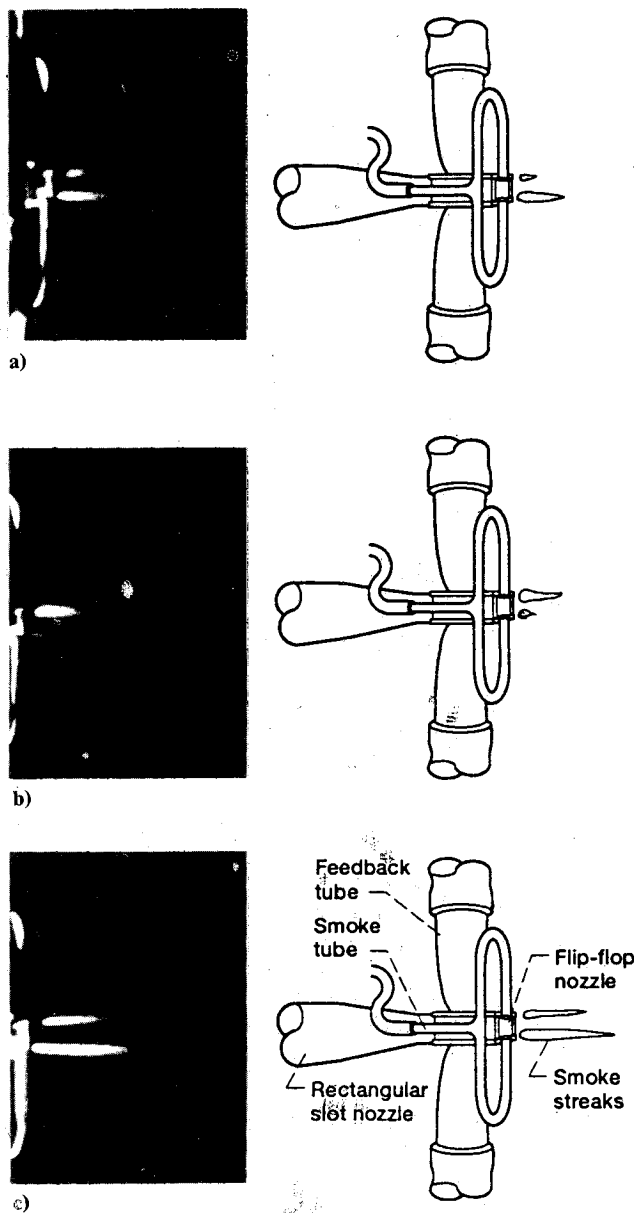 a)
b)
Feedback
tube
Smoke
tube
Flip-flop
nozzle
Rectangular
slot nozzle
Smoke
streaks
c)